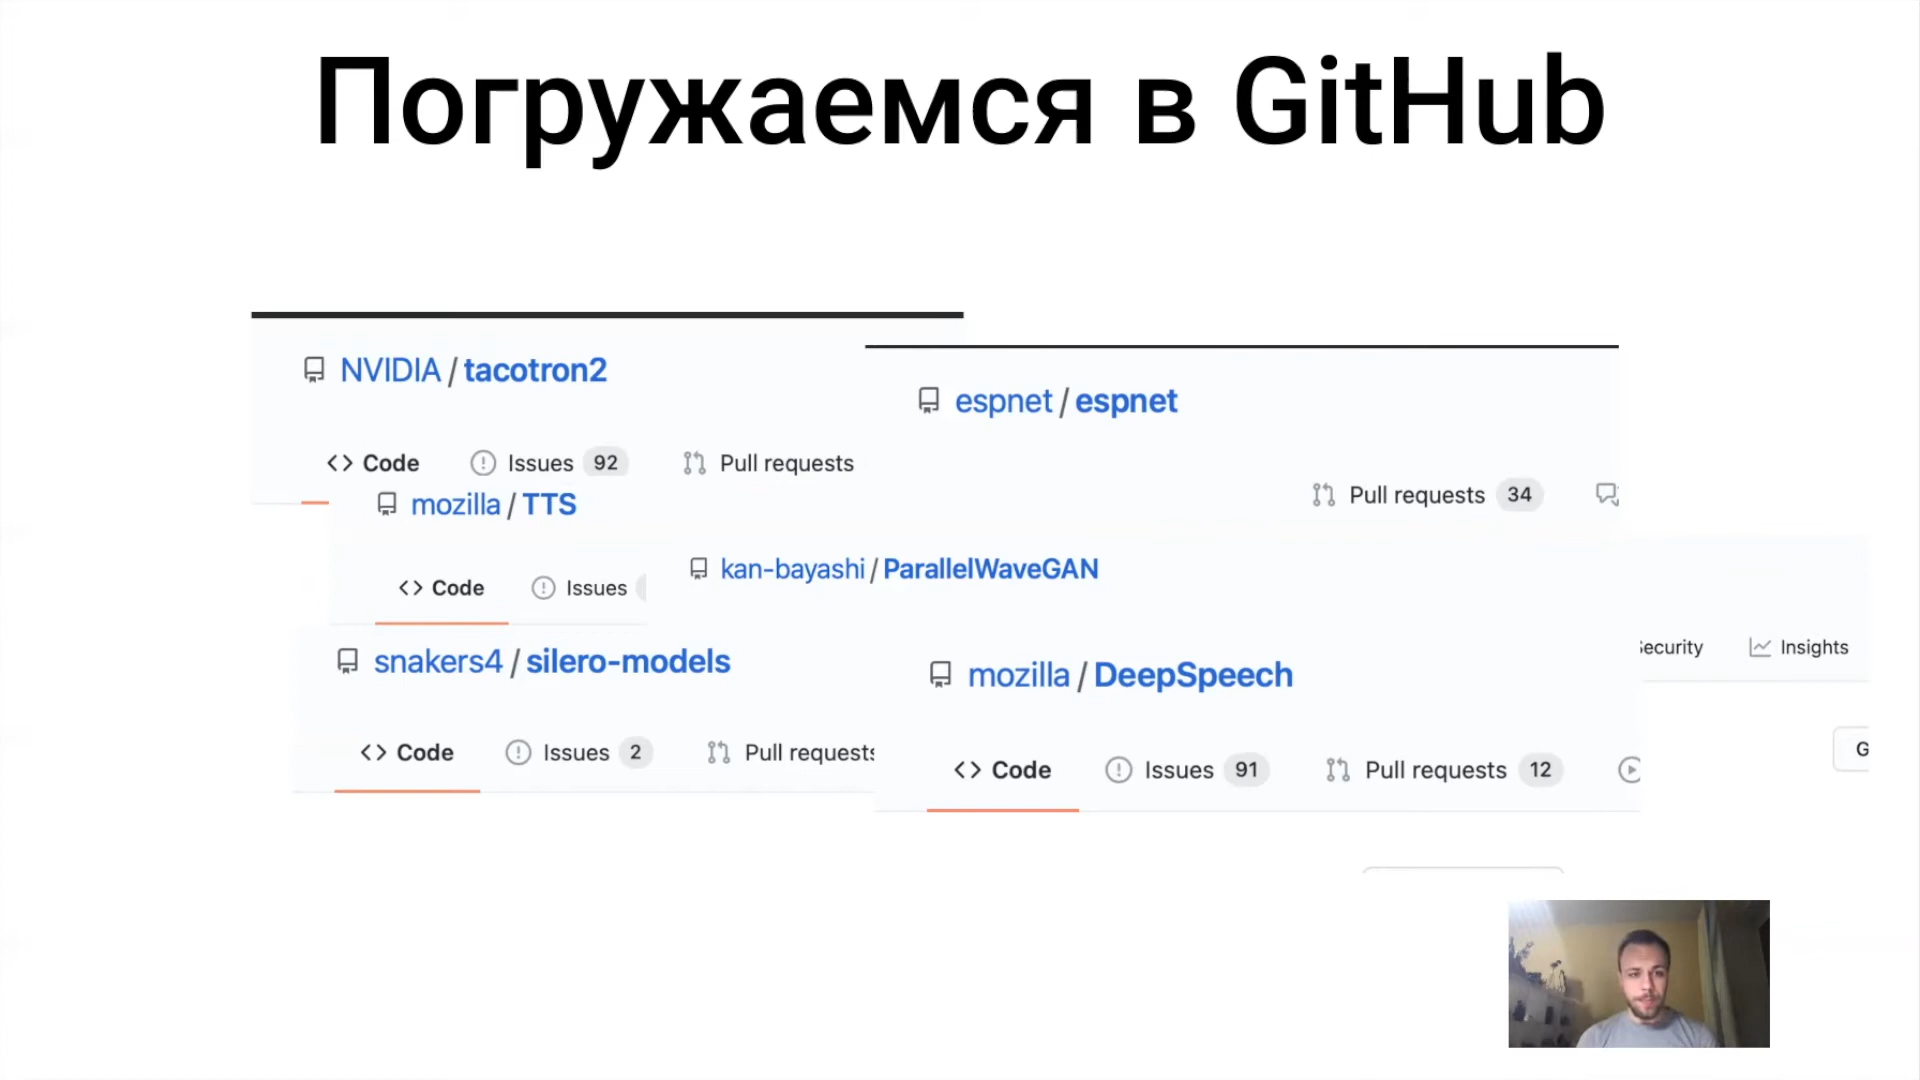 Погружаемся в GitHub
NVIDIA / tacotron2
Code Issues 92 Pull requests
espnet / espnet
Pull requests 34
mozilla / TTS
Code Issues
kan-bayashi / ParallelWaveGAN
Security Insights
snakers4 / silero-models
Code Issues 2 Pull requests
mozilla / DeepSpeech
Code Issues 91 Pull requests 12
G